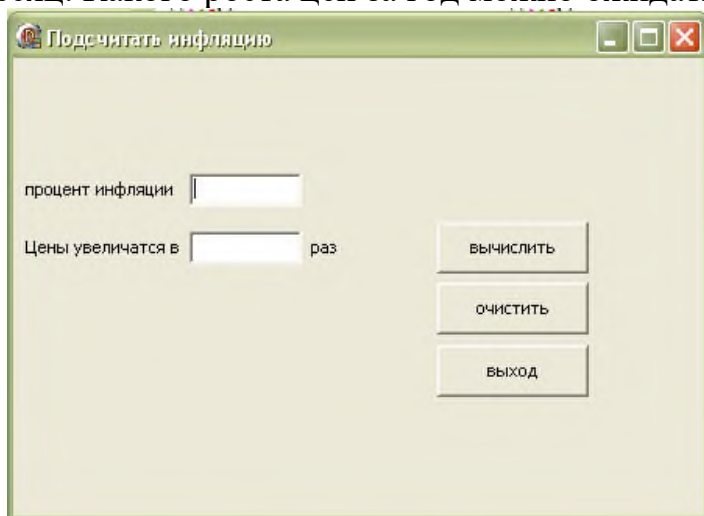 Подсчитать инфляцию
процент инфляции
Цены увеличатся в раз
вычислить
очистить
выход